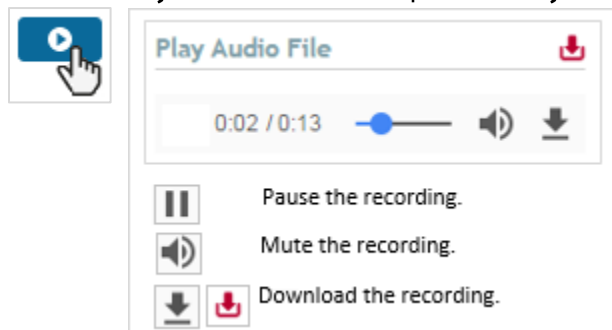 Play Audio File
0:02 / 0:13
Pause the recording.
Mute the recording.
Download the recording.